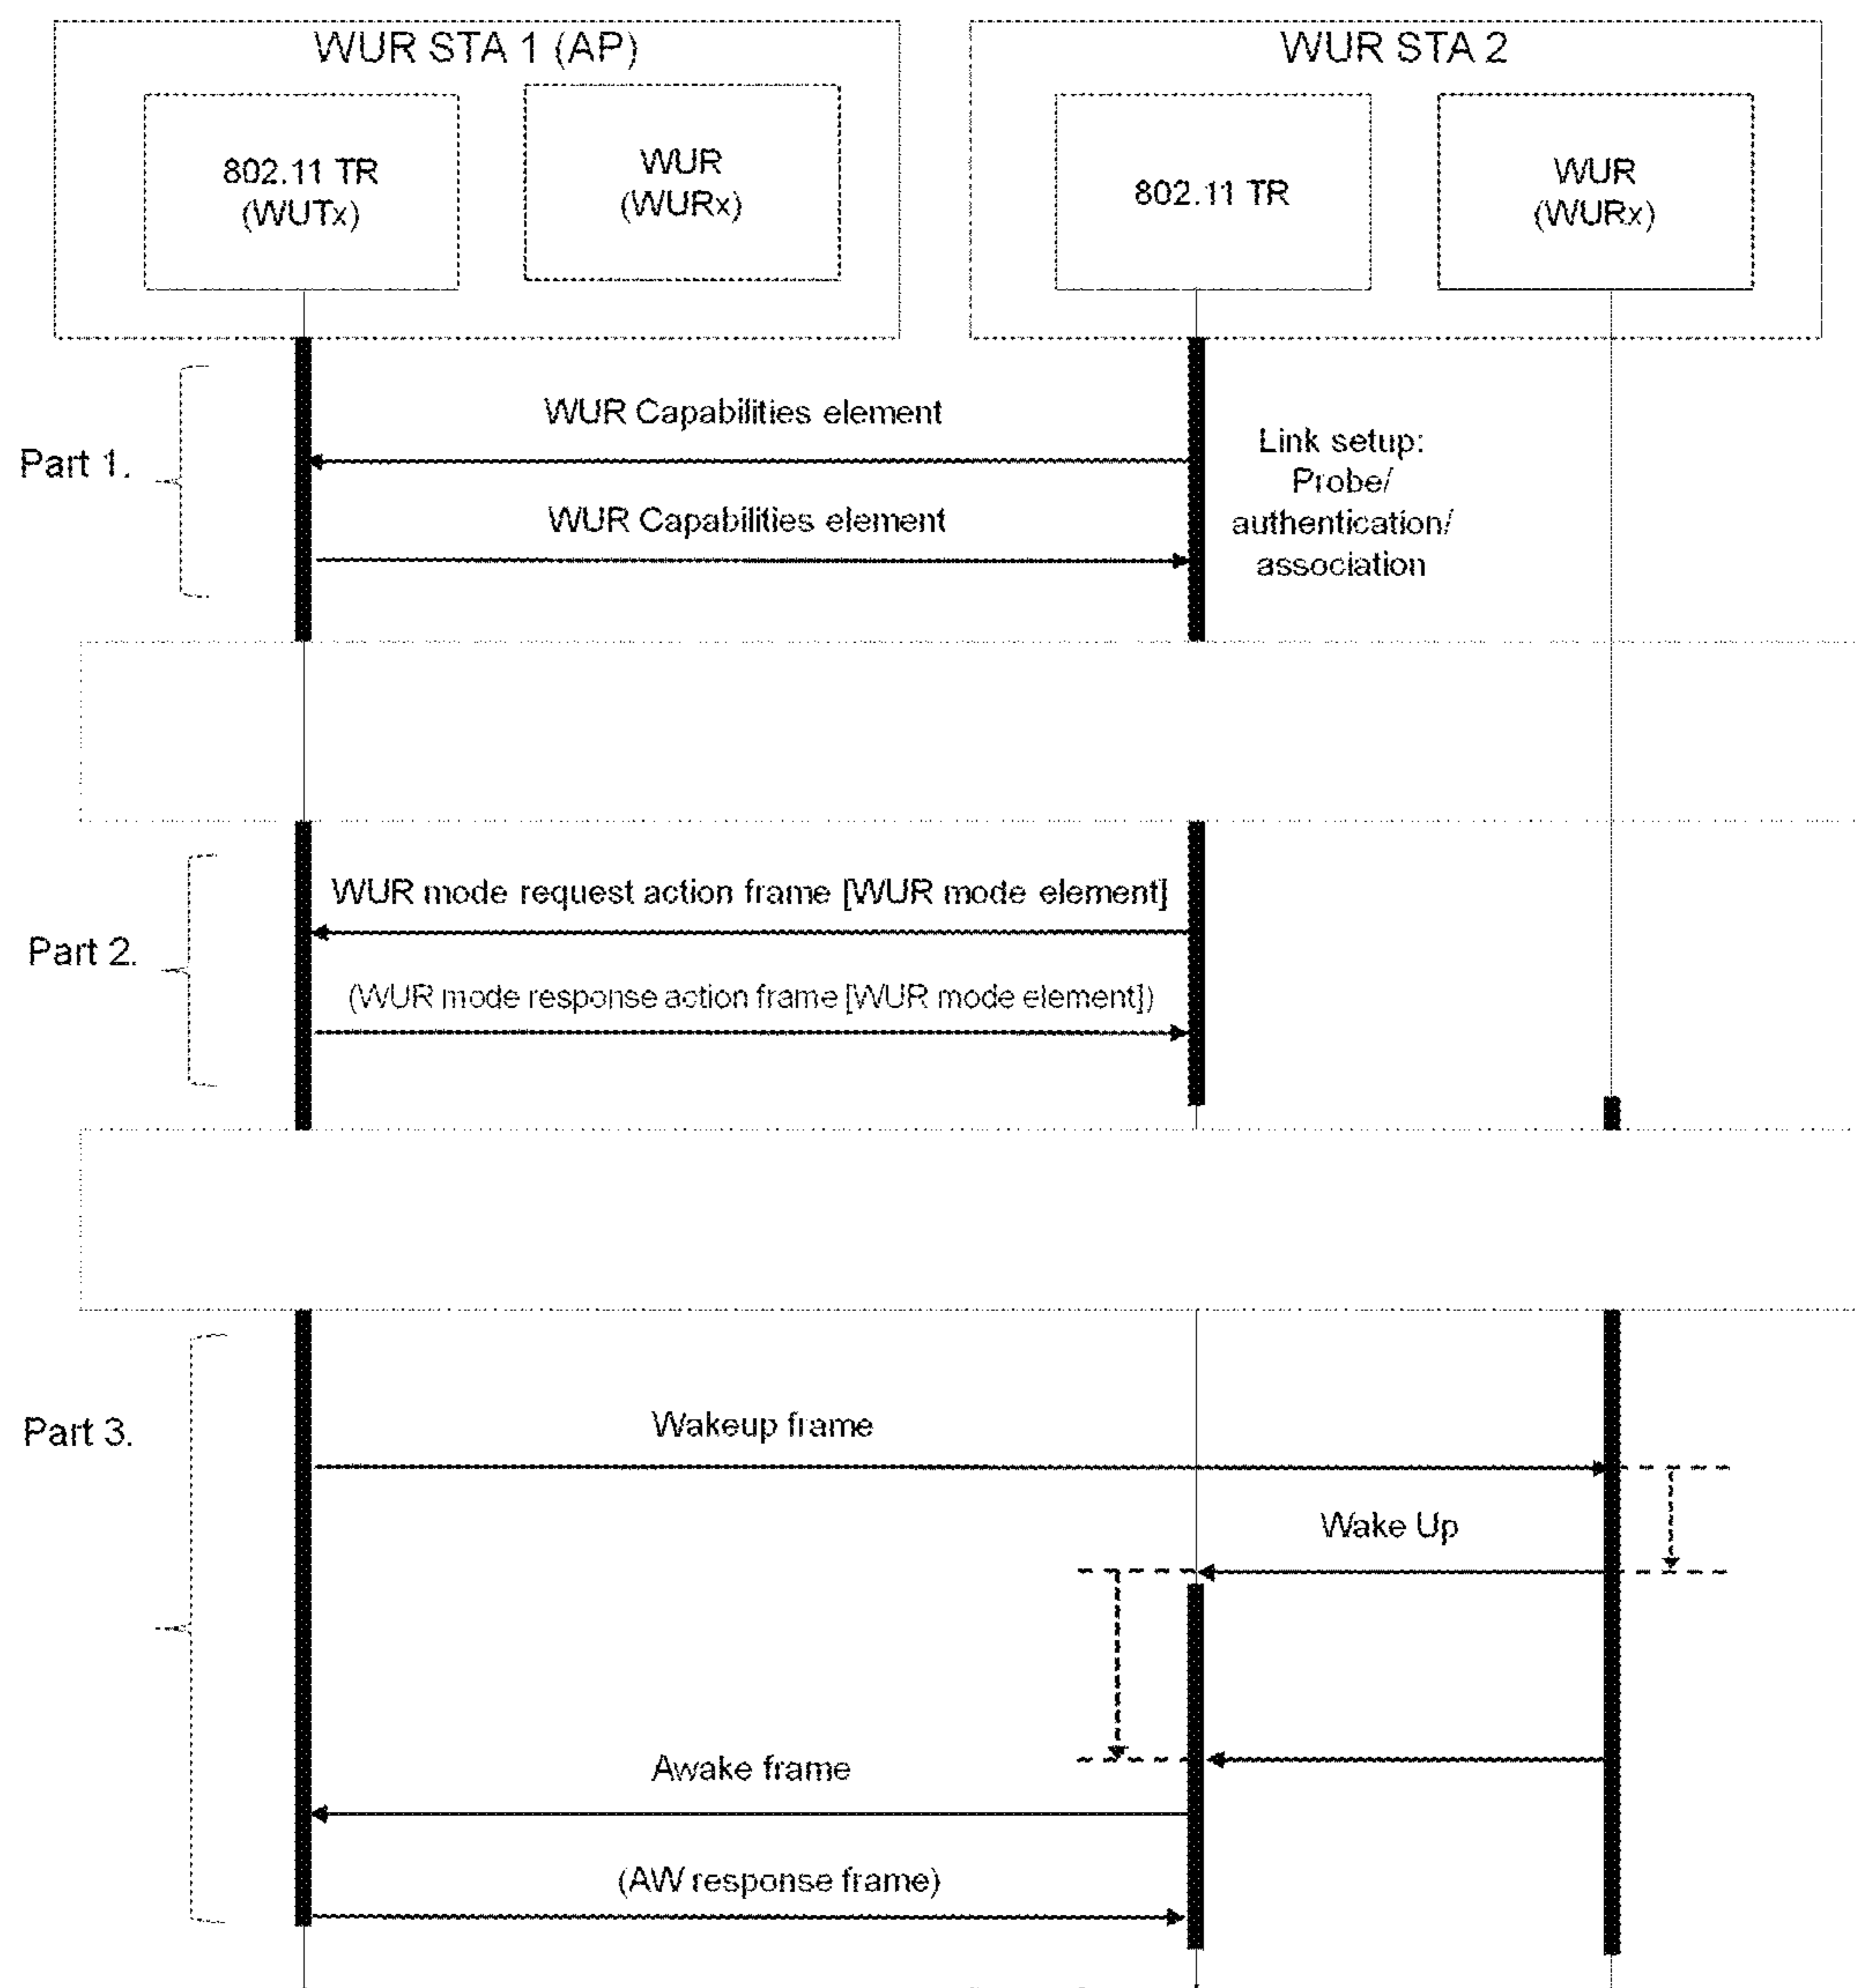 WUR STA 1 (AP)
WUR STA 2
802.11 TR
(WUTx)
WUR
(WURx)
802.11 TR
WUR
(WURx)
Part 1.
WUR Capabilities element
WUR Capabilities element
Link setup:
Probe/
authentication/
association
Part 2.
WUR mode request action frame [WUR mode element]
(WUR mode response action frame [WUR mode element])
Part 3.
Wakeup frame
Wake Up
Awake frame
(AW response frame)